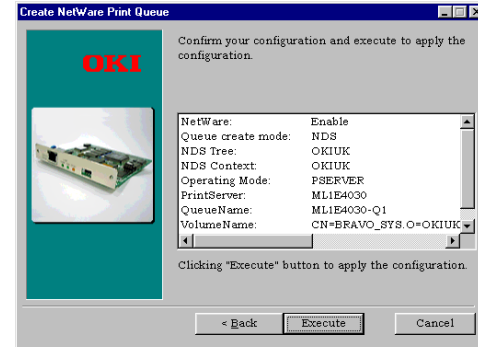 Create NetWare Print Queue
OKI
Confirm your configuration and execute to apply the
configuration.
NetWare: Enable
Queue create mode: NDS
NDS Tree: OKIUK
NDS Context: OKIUK
Operating Mode: PSERVER
PrintServer: ML1E4030
QueueName: ML1E4030-Q1
VolumeName: CN=BRAVO_SYS.O=OKIUK
Clicking "Execute" button to apply the configuration.
< Back Execute Cancel